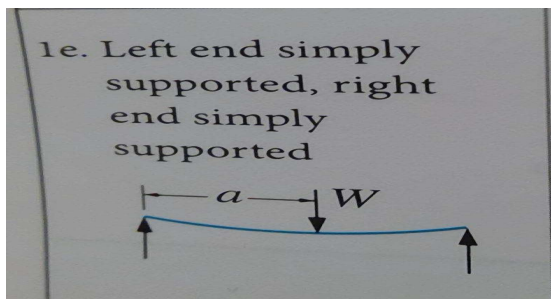 1e. Left end simply
supported, right
end simply
supported
a W